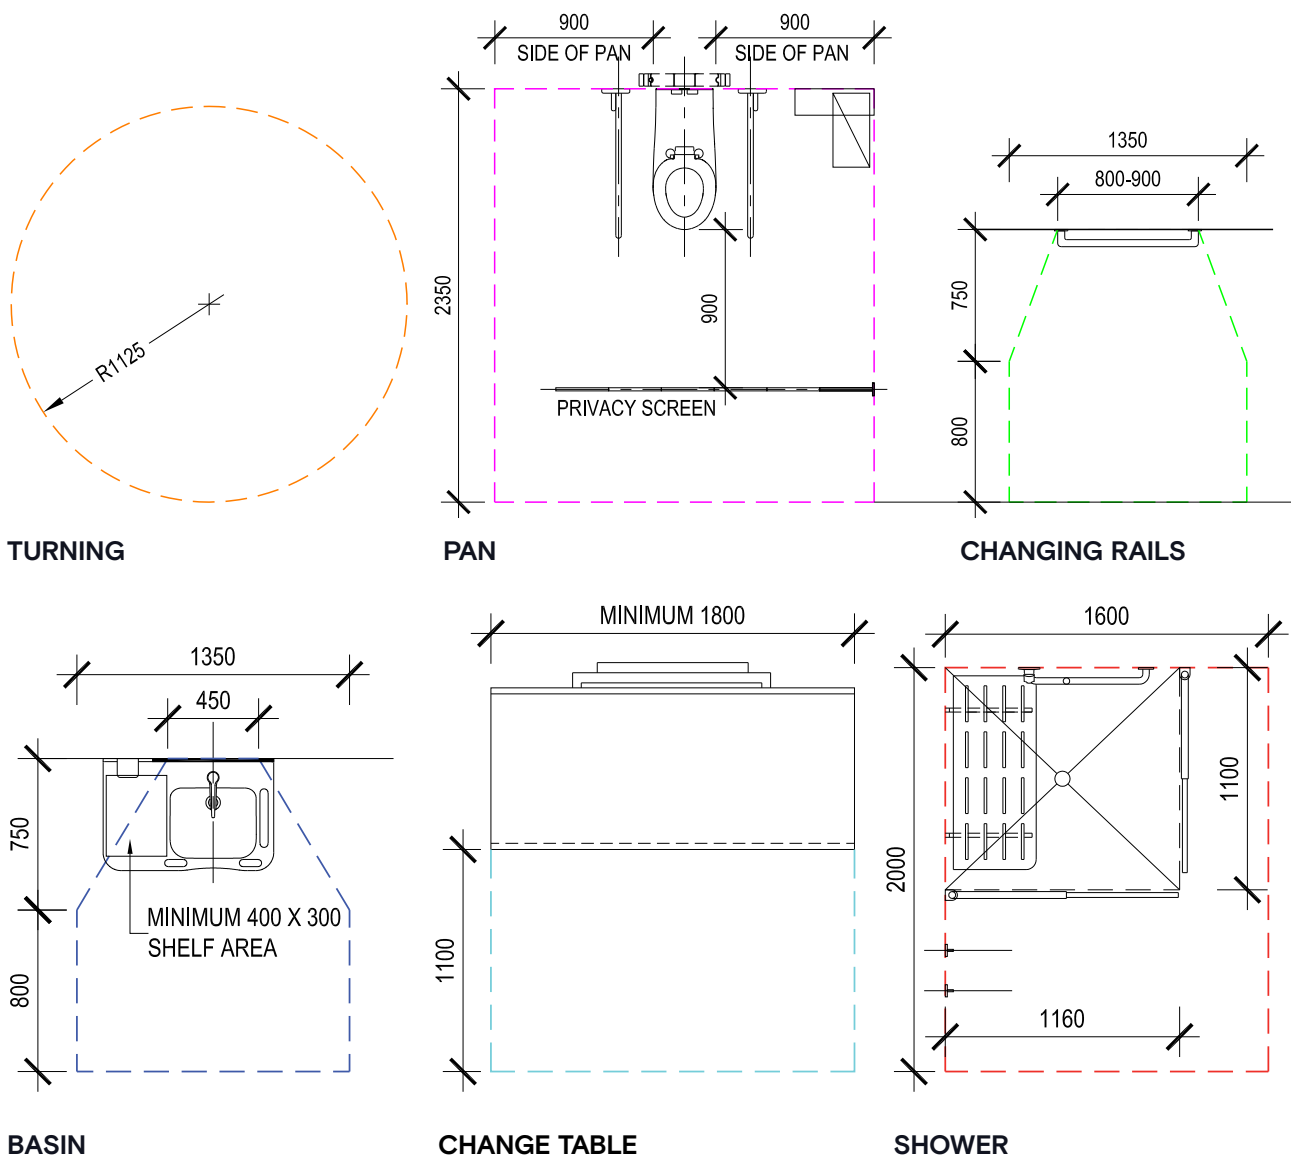 900
SIDE OF PAN
900
SIDE OF PAN
2350
900
PRIVACY SCREEN
R1125
1350
800-900
750
800
TURNING
PAN
CHANGING RAILS
1350
450
750
800
MINIMUM 400 X 300
SHELF AREA
MINIMUM 1800
1100
1600
1100
2000
1160
BASIN
CHANGE TABLE
SHOWER